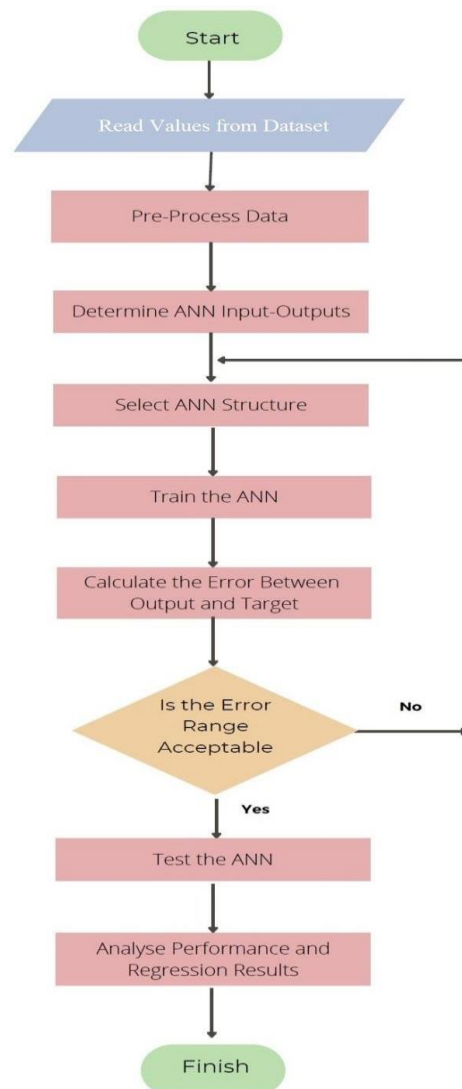 Start
Read Values from Dataset
Pre-Process Data
Determine ANN Input-Outputs
Select ANN Structure
Train the ANN
Calculate the Error Between
Output and Target
Is the Error
Range
Acceptable
No
Yes
Test the ANN
Analyse Performance and
Regression Results
Finish